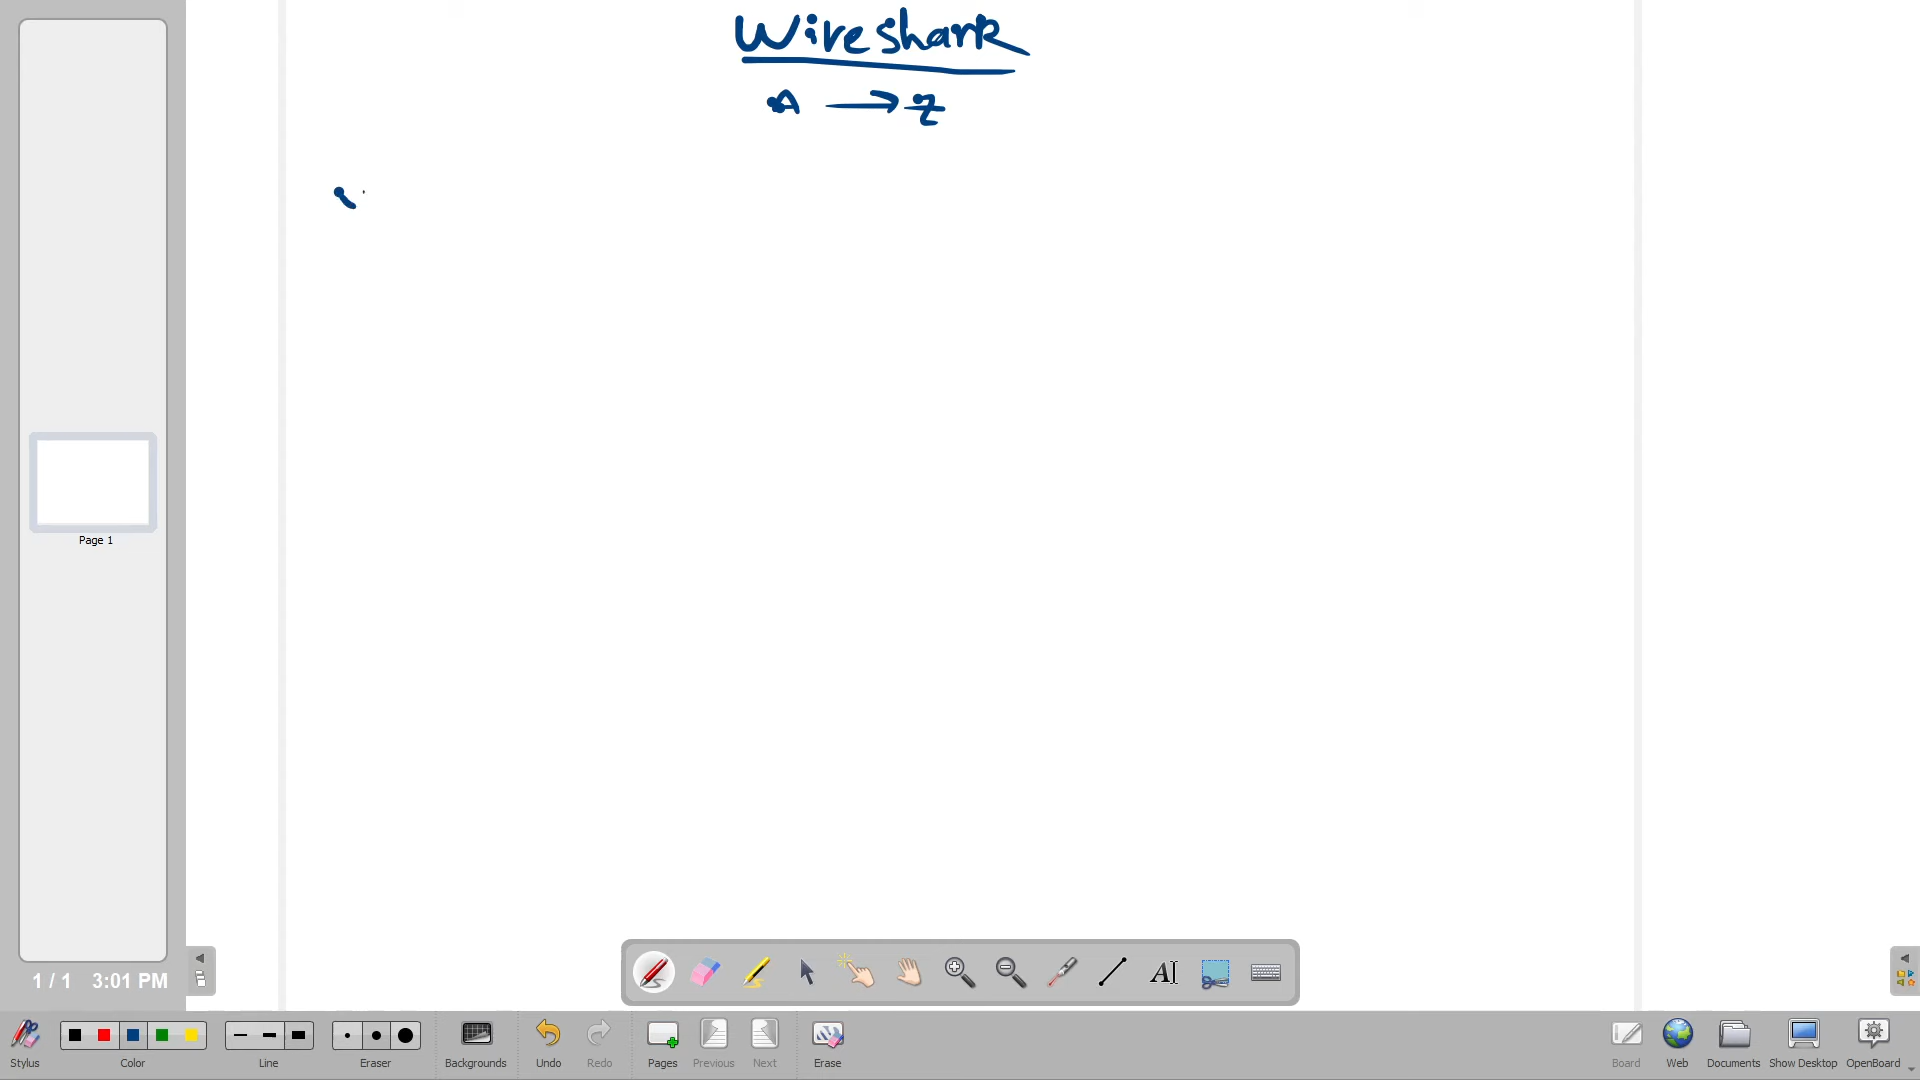 Wireshark
A → Z
Page 1
1 / 1 3:01 PM
Stylus Color Line Eraser Backgrounds Undo Redo Pages Previous Next Erase Board Web Documents Show Desktop OpenBoard